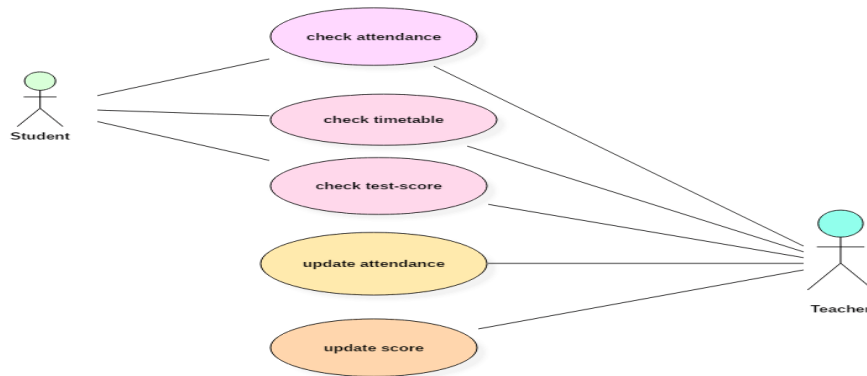 check attendance
check timetable
Student
check test-score
update attendance
Teacher
update score